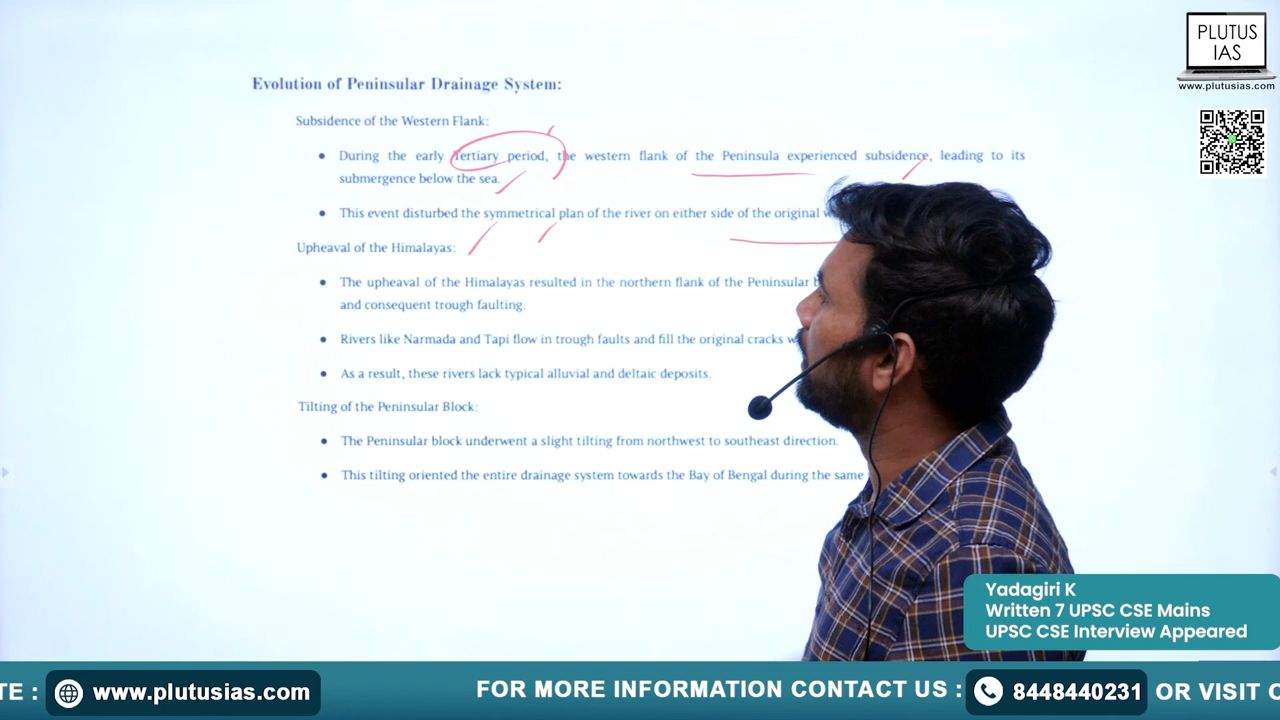 PLUTUS
IAS
www.plutusias.com
Evolution of Peninsular Drainage System:
Subsidence of the Western Flank:
• During the early Tertiary period, the western flank of the Peninsula experienced subsidence, leading to its
submergence below the sea.
• This event disturbed the symmetrical plan of the river on either side of the original
Upheaval of the Himalayas:
• The upheaval of the Himalayas resulted in the northern flank of the Peninsular
and consequent trough faulting.
• Rivers like Narmada and Tapi flow in trough faults and fill the original cracks
• As a result, these rivers lack typical alluvial and deltaic deposits.
Tilting of the Peninsular Block:
• The Peninsular block underwent a slight tilting from northwest to southeast direction.
• This tilting oriented the entire drainage system towards the Bay of Bengal during the same
Yadagiri K
Written 7 UPSC CSE Mains
UPSC CSE Interview Appeared
TE : www.plutusias.com FOR MORE INFORMATION CONTACT US : 8448440231 OR VISIT